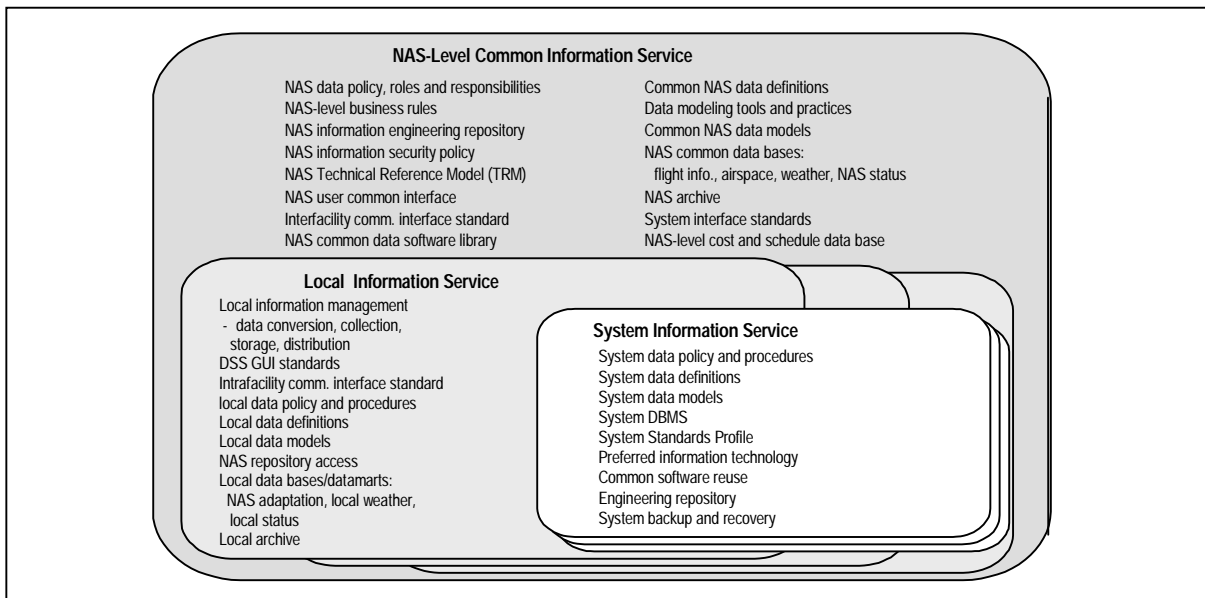 NAS-Level Common Information Service
NAS data policy, roles and responsibilities
NAS-level business rules
NAS information engineering repository
NAS information security policy
NAS Technical Reference Model (TRM)
NAS user common interface
Interfacility comm. interface standard
NAS common data software library
Common NAS data definitions
Data modeling tools and practices
Common NAS data models
NAS common data bases:
flight info., airspace, weather, NAS status
NAS archive
System interface standards
NAS-level cost and schedule data base
Local Information Service
Local information management
- data conversion, collection,
storage, distribution
DSS GUI standards
Intrafacility comm. interface standard
local data policy and procedures
Local data definitions
Local data models
NAS repository access
Local data bases/datamarts:
NAS adaptation, local weather,
local status
Local archive
System Information Service
System data policy and procedures
System data definitions
System data models
System DBMS
System Standards Profile
Preferred information technology
Common software reuse
Engineering repository
System backup and recovery